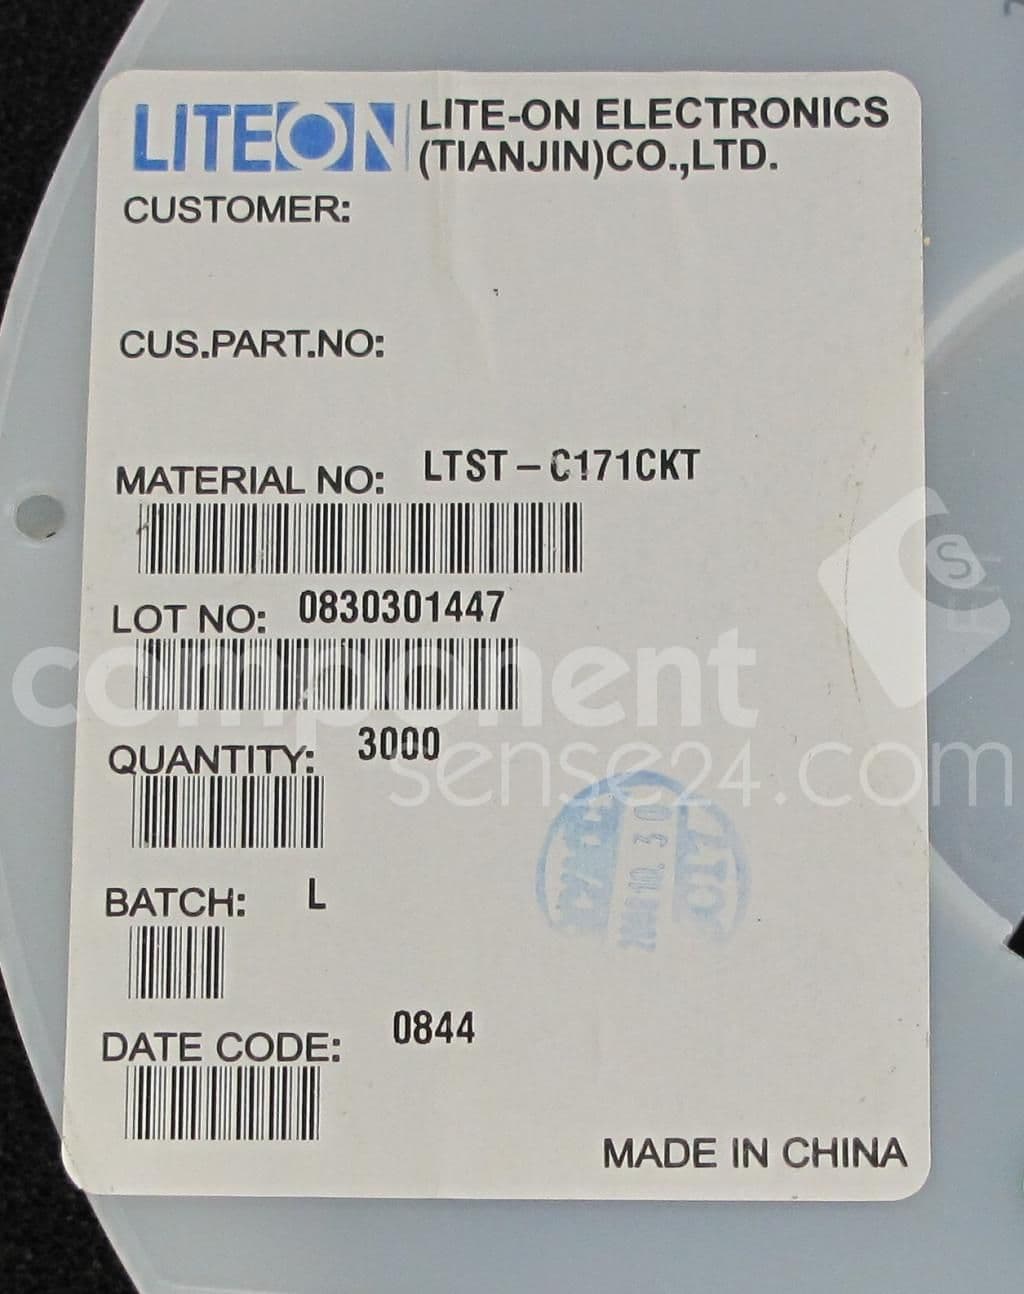 LITEON
LITE-ON ELECTRONICS
(TIANJIN)CO.,LTD.
CUSTOMER:
CUS.PART.NO:
MATERIAL NO: LTST-C171CKT
LOT NO: 0830301447
component
QUANTITY: 3000
sense24.com
BATCH: L
DATE CODE: 0844
MADE IN CHINA